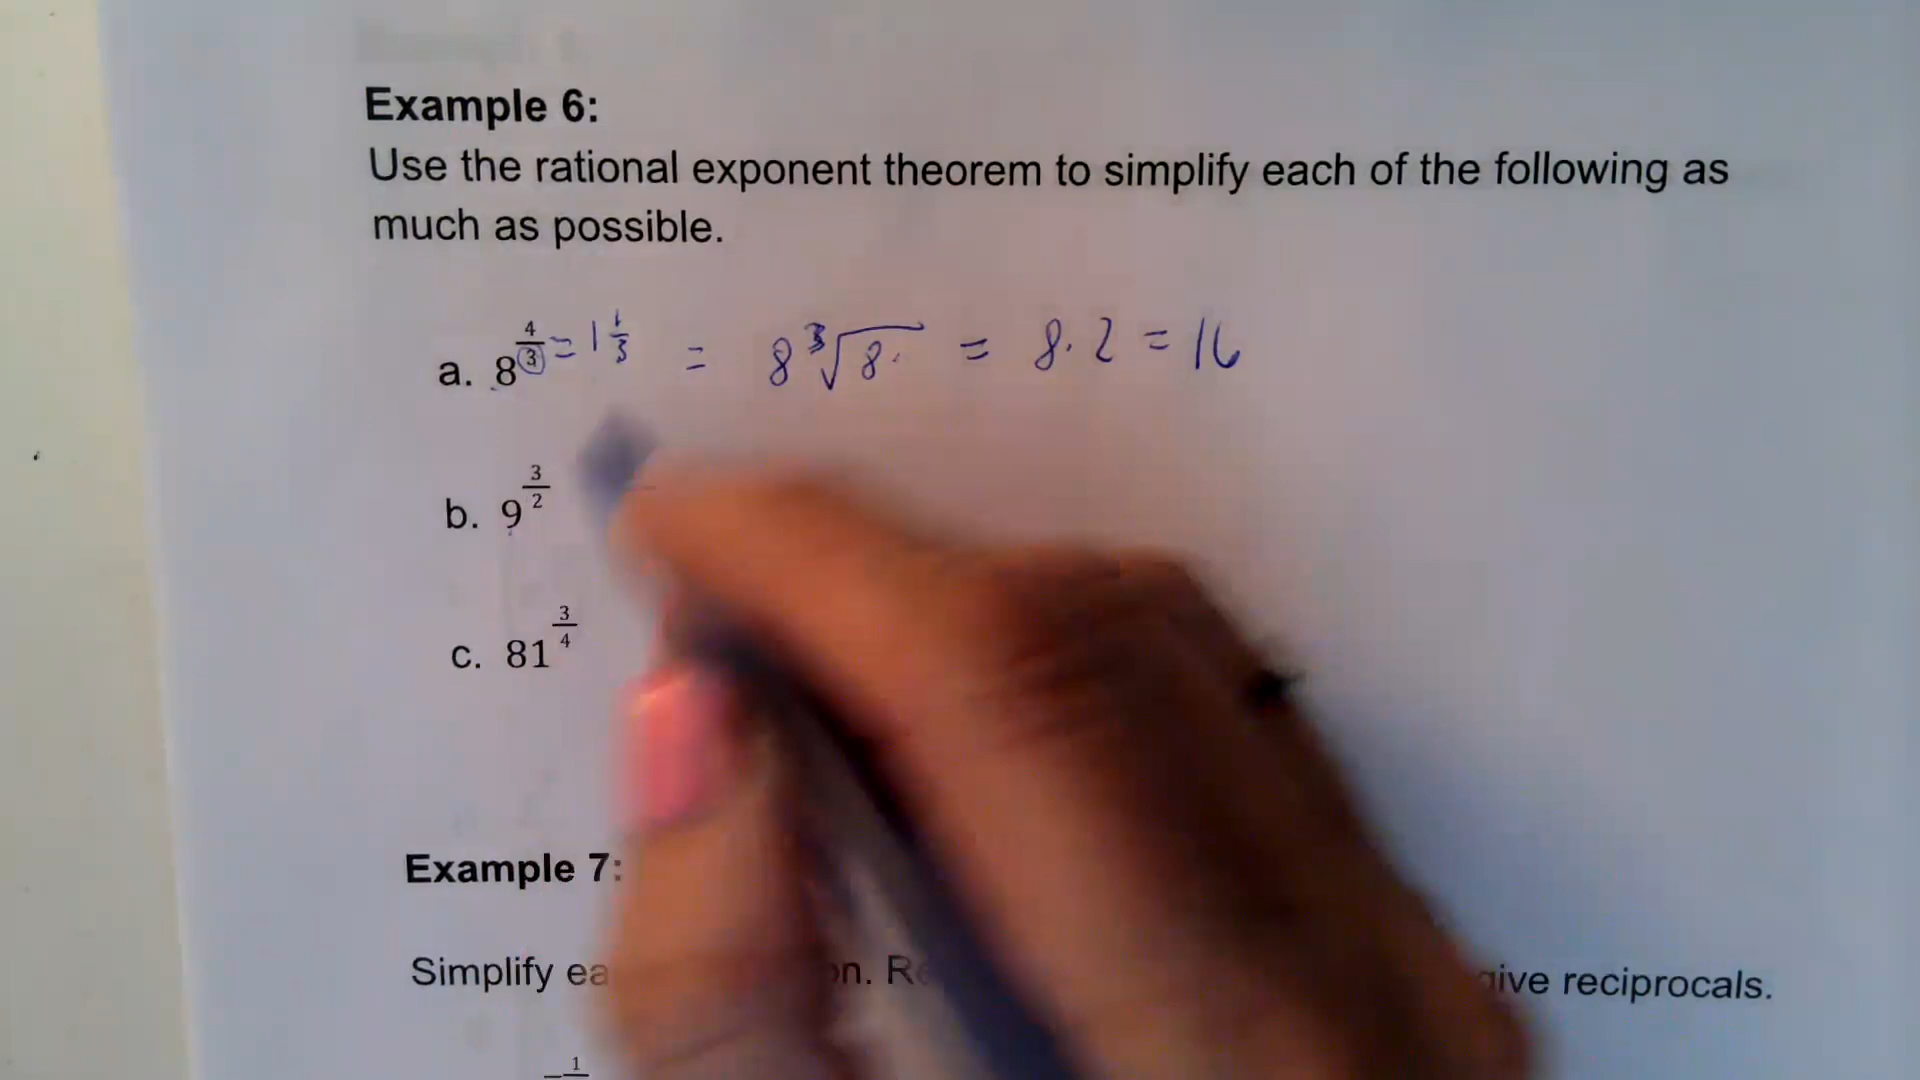 Example 6:
Use the rational exponent theorem to simplify each of the following as
much as possible.
a. 8^(4/3) = 1 1/3 = 8 ∛8 = 8 · 2 = 16
b. 9^(3/2)
c. 81^(3/4)
Example 7:
Simplify give reciprocals.